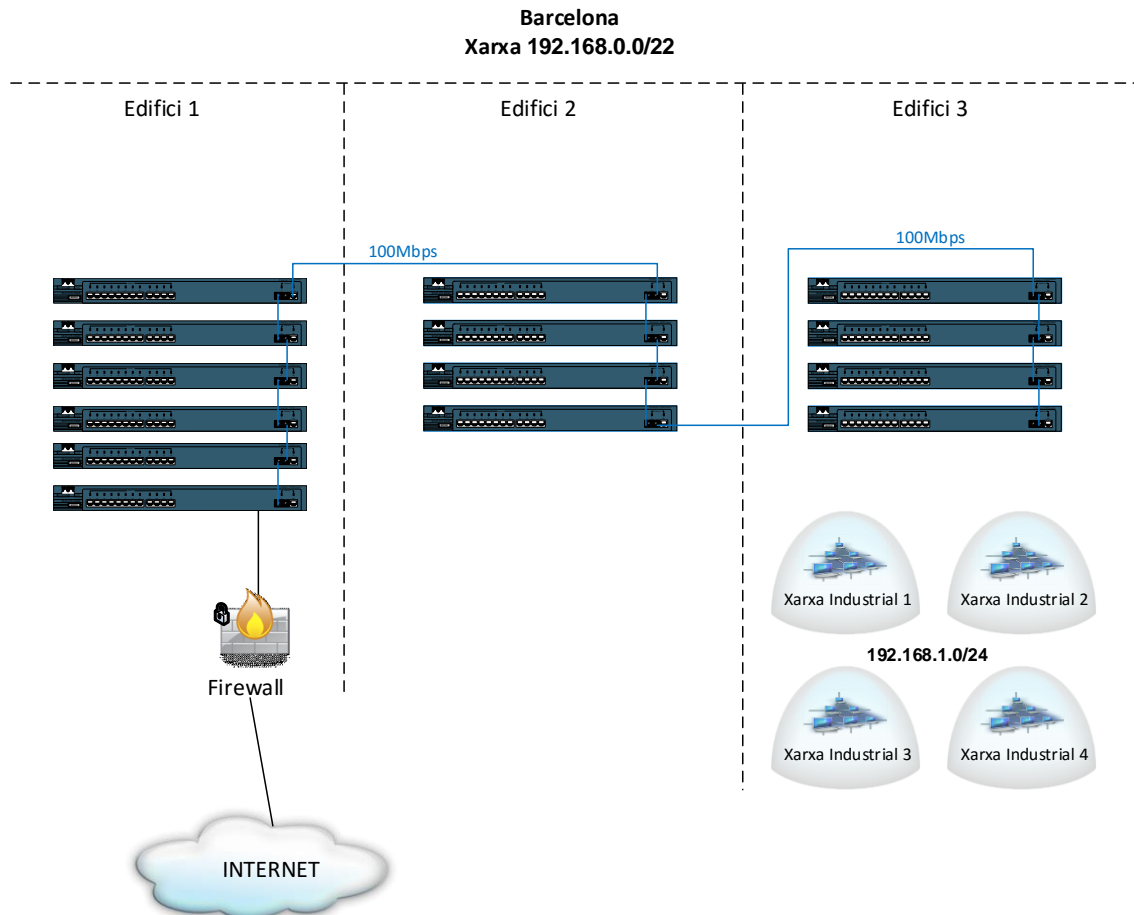 Barcelona
Xarxa 192.168.0.0/22
Edifici 1
Edifici 2
Edifici 3
100Mbps
100Mbps
Xarxa Industrial 1
Xarxa Industrial 2
192.168.1.0/24
Firewall
Xarxa Industrial 3
Xarxa Industrial 4
INTERNET